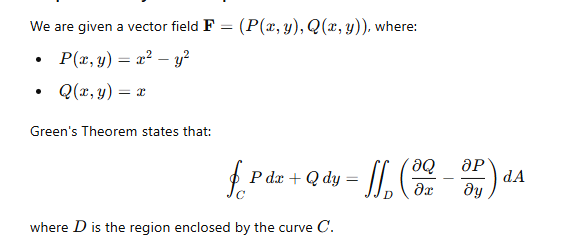 We are given a vector field F = (P(x, y), Q(x, y)), where:
• P(x, y) = x² − y²
• Q(x, y) = x
Green's Theorem states that:
∮_C P dx + Q dy = ∬_D (∂Q/∂x − ∂P/∂y) dA
where D is the region enclosed by the curve C.